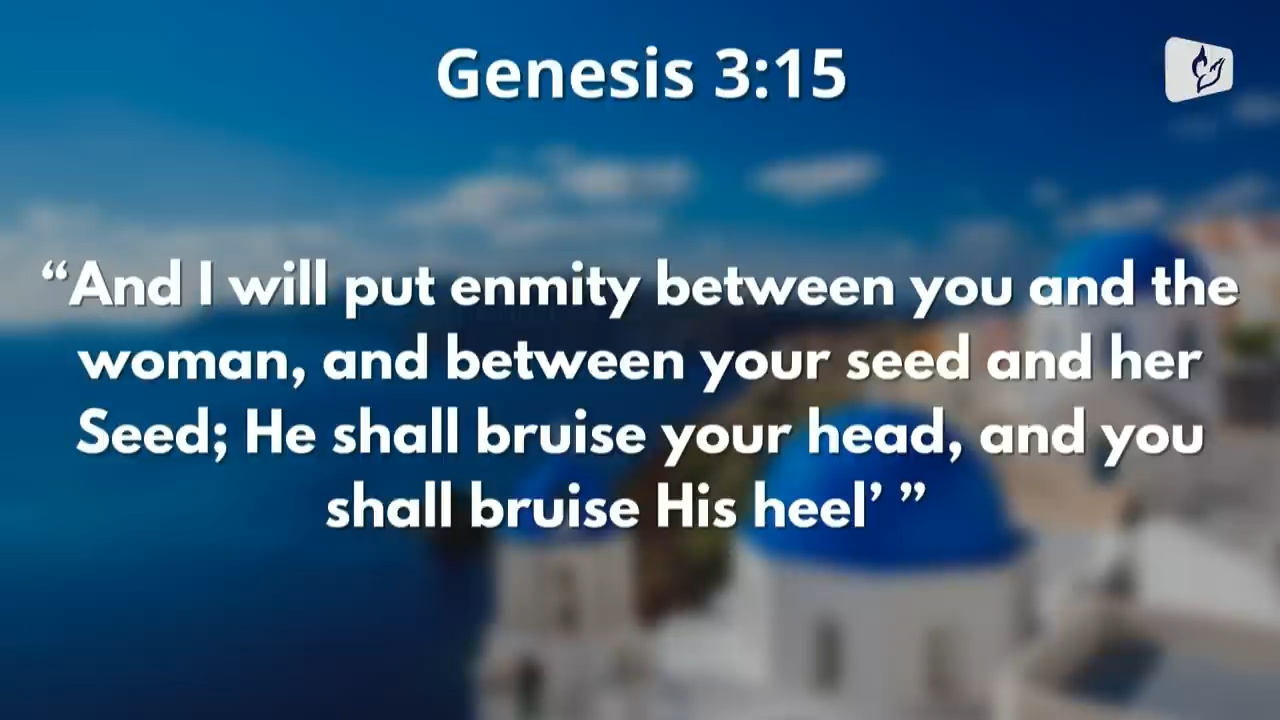 Genesis 3:15
“And I will put enmity between you and the
woman, and between your seed and her
Seed; He shall bruise your head, and you
shall bruise His heel’ ”